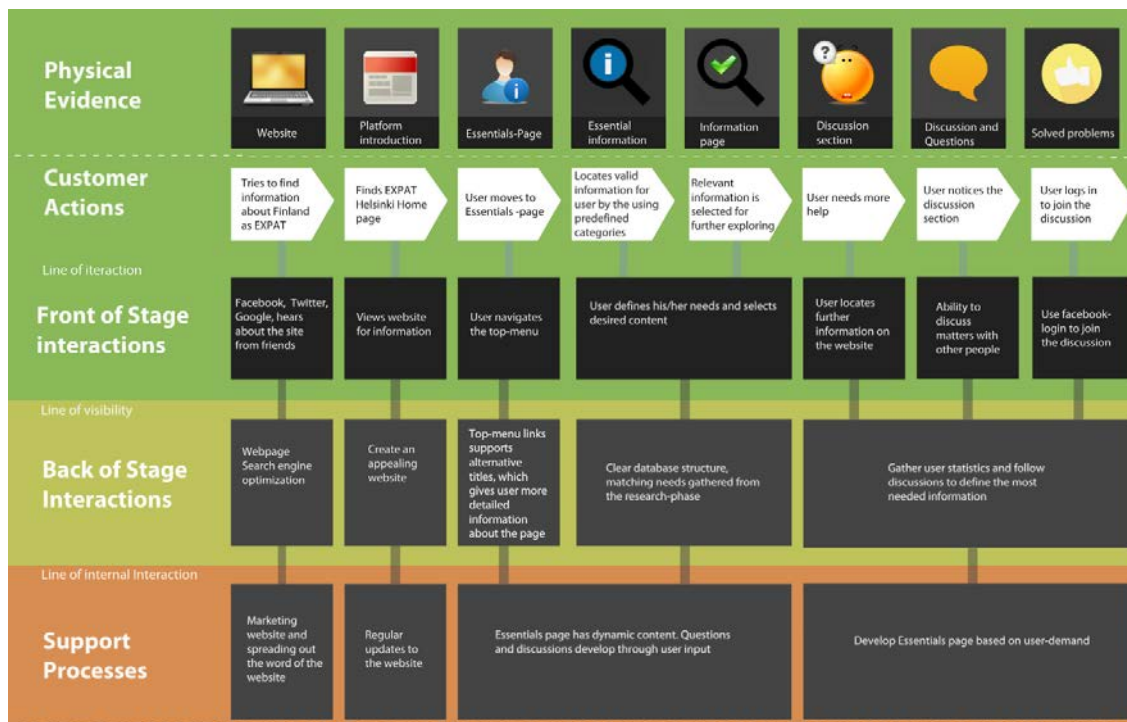 Physical
Evidence
Website
Platform
introduction
Essentials-Page
Essential
information
Information
page
Discussion
section
Discussion and
Questions
Solved problems
Customer
Actions
Tries to find
information
about Finland
as EXPAT
Finds EXPAT
Helsinki Home
page
User moves to
Essentials -page
Locates valid
information for
user by the using
predefined
categories
Relevant
information is
selected for
further exploring
User needs more
help
User notices the
discussion
section
User logs in
to join the
discussion
Line of iteraction
Front of Stage
interactions
Facebook, Twitter,
Google, hears
about the site
from friends
Views website
for information
User navigates
the top-menu
User defines his/her needs and selects
desired content
User locates
further
information on
the website
Ability to
discuss
matters with
other people
Use facebook-
login to join
the discussion
Line of visibility
Back of Stage
Interactions
Webpage
Search engine
optimization
Create an
appealing
website
Top-menu links
supports
alternative
titles, which
gives user more
detailed
information
about the page
Clear database structure,
matching needs gathered from
the research-phase
Gather user statistics and follow
discussions to define the most
needed information
Line of internal Interaction
Support
Processes
Marketing
website and
spreading out
the word of the
website
Regular
updates to
the website
Essentials page has dynamic content. Questions
and discussions develop through user input
Develop Essentials page based on user-demand